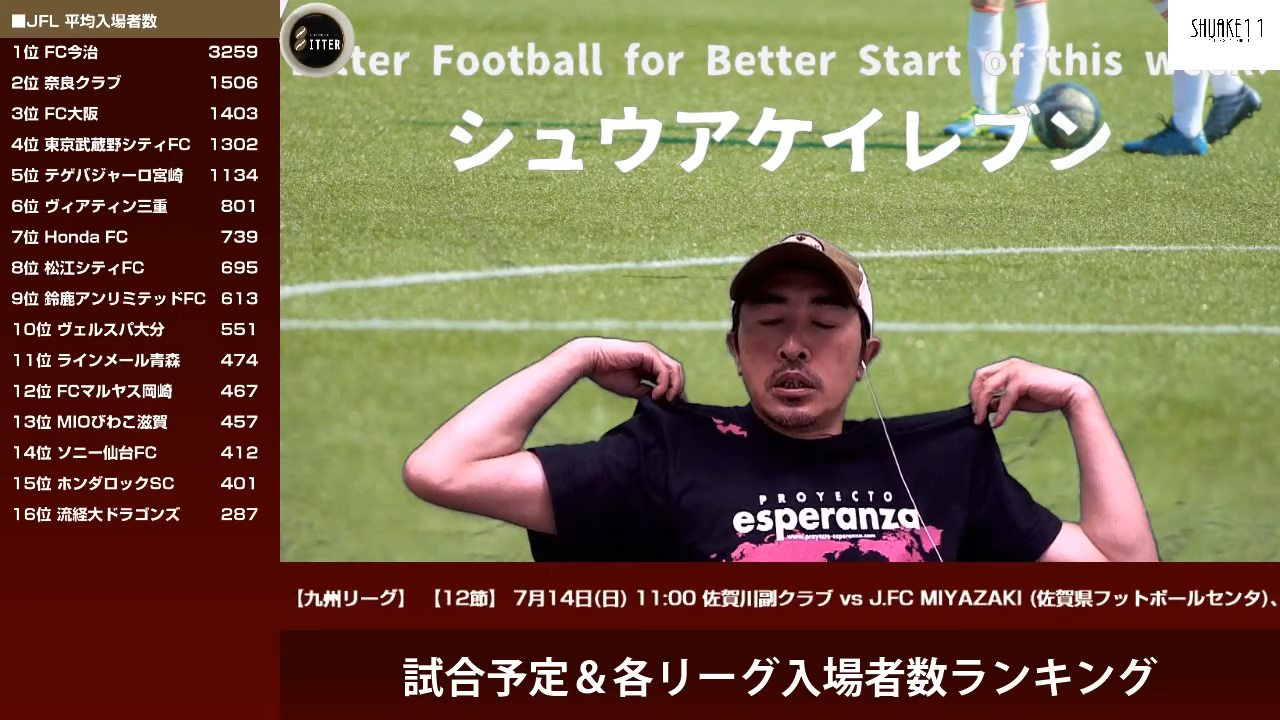 ■JFL 平均入場者数
1位 FC今治 3259
2位 奈良クラブ 1506
3位 FC大阪 1403
4位 東京武蔵野シティFC 1302
5位 テゲバジャーロ宮崎 1134
6位 ヴィアティン三重 801
7位 Honda FC 739
8位 松江シティFC 695
9位 鈴鹿アンリミテッドFC 613
10位 ヴェルスパ大分 551
11位 ラインメール青森 474
12位 FCマルヤス岡崎 467
13位 MIOびわこ滋賀 457
14位 ソニー仙台FC 412
15位 ホンダロックSC 401
16位 流経大ドラゴンズ 287
ITTER
Football for Better Start of this
SHUAKE11
シュウアケイレブン
PROYECTO
esperanza
www.proyecto-esperanza.com
【九州リーグ】 【12節】 7月14日(日) 11:00 佐賀川副クラブ vs J.FC MIYAZAKI (佐賀県フットボールセンタ)、
試合予定＆各リーグ入場者数ランキング